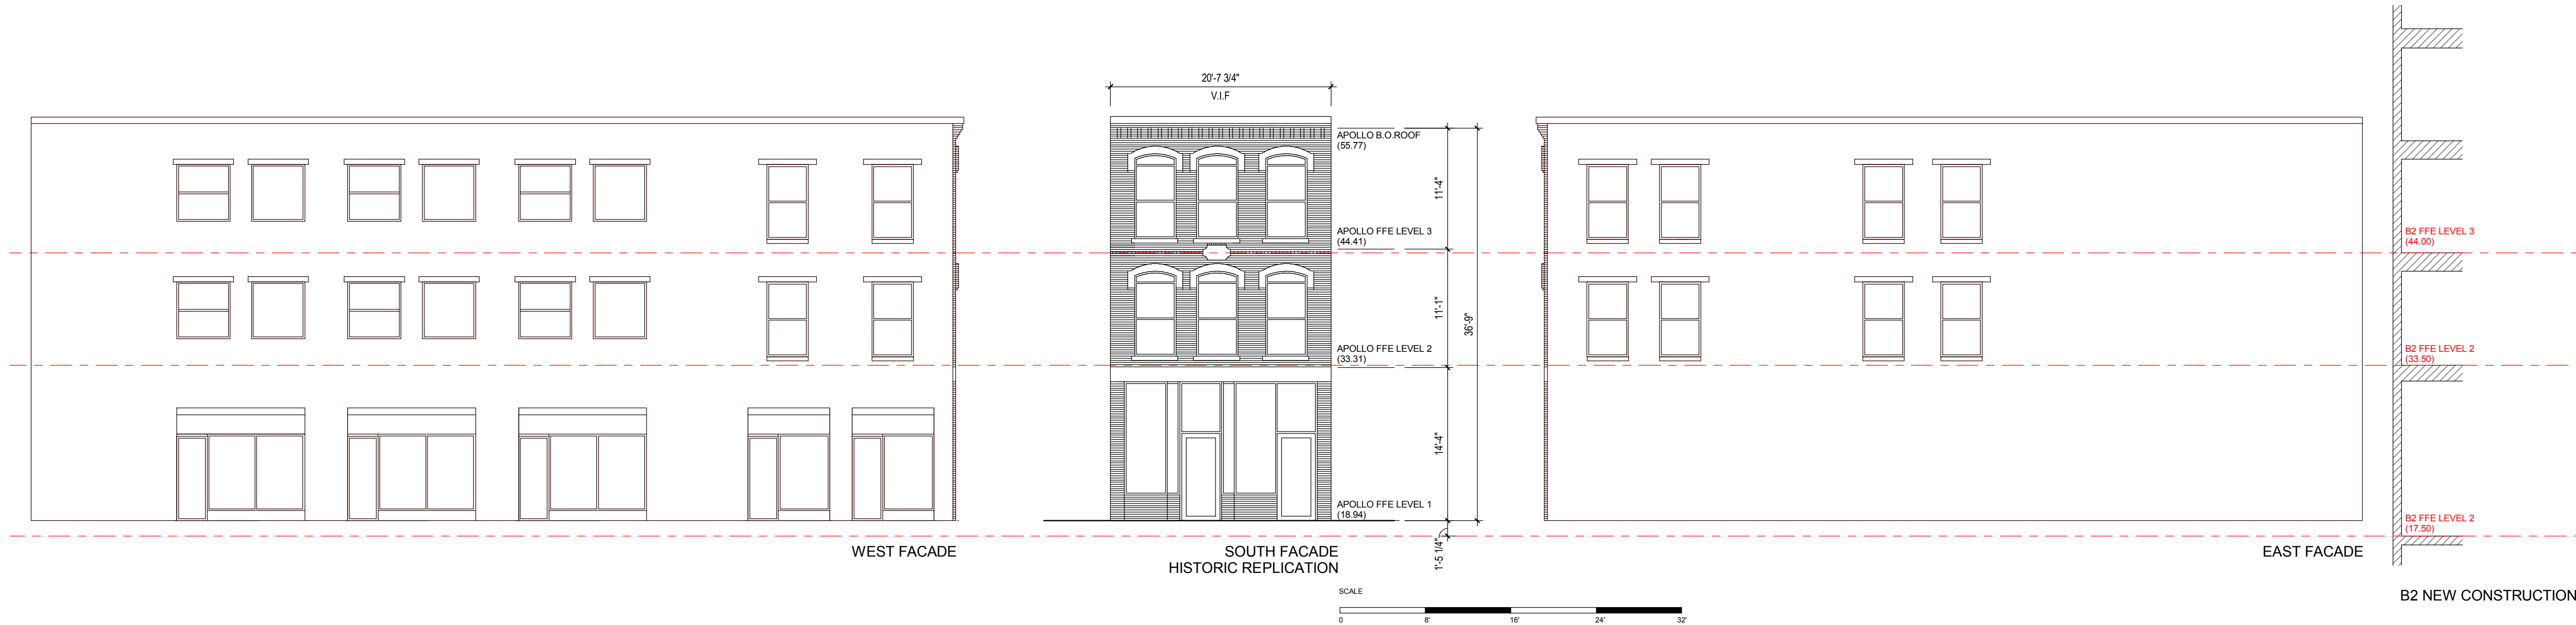 20'-7 3/4"
V.I.F
APOLLO B.O.ROOF
(55.77)
11'-4"
APOLLO FFE LEVEL 3
(44.41)
11'-1"
36'-9"
APOLLO FFE LEVEL 2
(33.31)
14'-4"
APOLLO FFE LEVEL 1
(18.94)
1'-5 1/4"
B2 FFE LEVEL 3
(44.00)
B2 FFE LEVEL 2
(33.50)
B2 FFE LEVEL 2
(17.50)
WEST FACADE
SOUTH FACADE
HISTORIC REPLICATION
EAST FACADE
B2 NEW CONSTRUCTION
SCALE
0 8' 16' 24' 32'